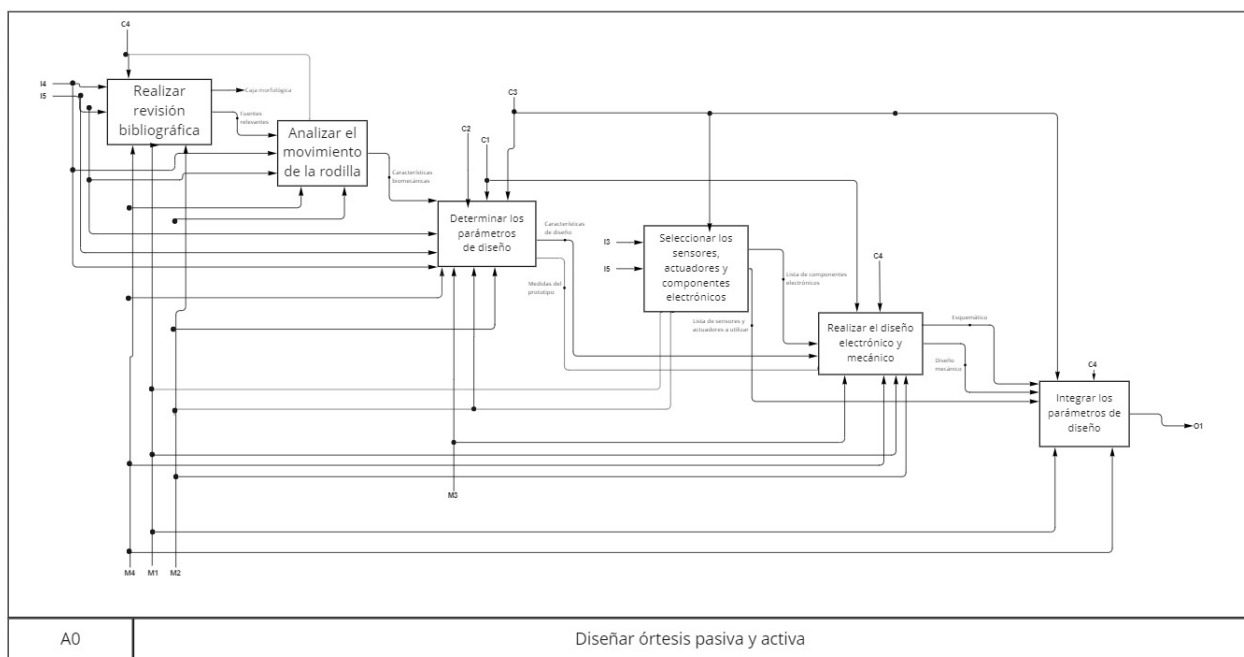 C4
I4
I5
Realizar
revisión
bibliográfica
Caja morfológica
Fuentes
relevantes
Analizar el
movimiento
de la rodilla
Características
biomecánicas
C2
C1
C3
Determinar los
parámetros
de diseño
Características
de diseño
Medidas del
prototipo
I3
I5
Seleccionar los
sensores,
actuadores y
componentes
electrónicos
Lista de componentes
electrónicos
Lista de sensores y
actuadores a utilizar
C4
Realizar el diseño
electrónico y
mecánico
Esquemático
Diseño
mecánico
C4
Integrar los
parámetros de
diseño
O1
M3
M4
M1
M2
A0
Diseñar órtesis pasiva y activa